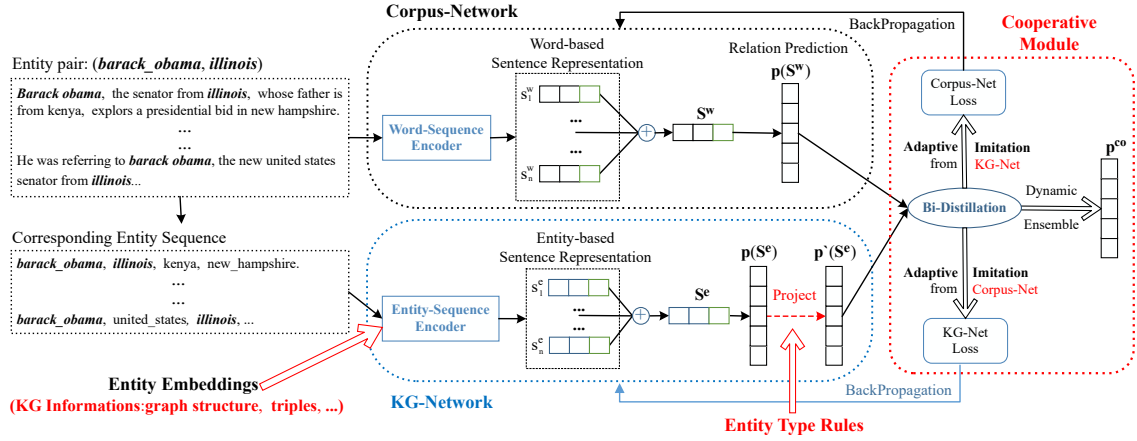 Corpus-Network
BackPropagation
Cooperative
Module
Entity pair: (barack_obama, illinois)
Barack obama, the senator from illinois, whose father is
from kenya, explors a presidential bid in new hampshire.
...
...
He was referring to barack obama, the new united states
senator from illinois...
Word-Sequence
Encoder
Word-based
Sentence Representation
s_1^w
...
...
s_n^w
S^w
Relation Prediction
p(S^w)
Corpus-Net
Loss
Adaptive Imitation
from KG-Net
Bi-Distillation
Dynamic
Ensemble
p^co
Adaptive Imitation
from Corpus-Net
KG-Net
Loss
Corresponding Entity Sequence
barack_obama, illinois, kenya, new_hampshire.
...
...
barack_obama, united_states, illinois, ...
Entity-Sequence
Encoder
Entity-based
Sentence Representation
s_1^e
...
...
s_n^e
S^e
p(S^e)
Project
p`(S^e)
Entity Embeddings
(KG Informations:graph structure, triples, ...)
KG-Network
BackPropagation
Entity Type Rules